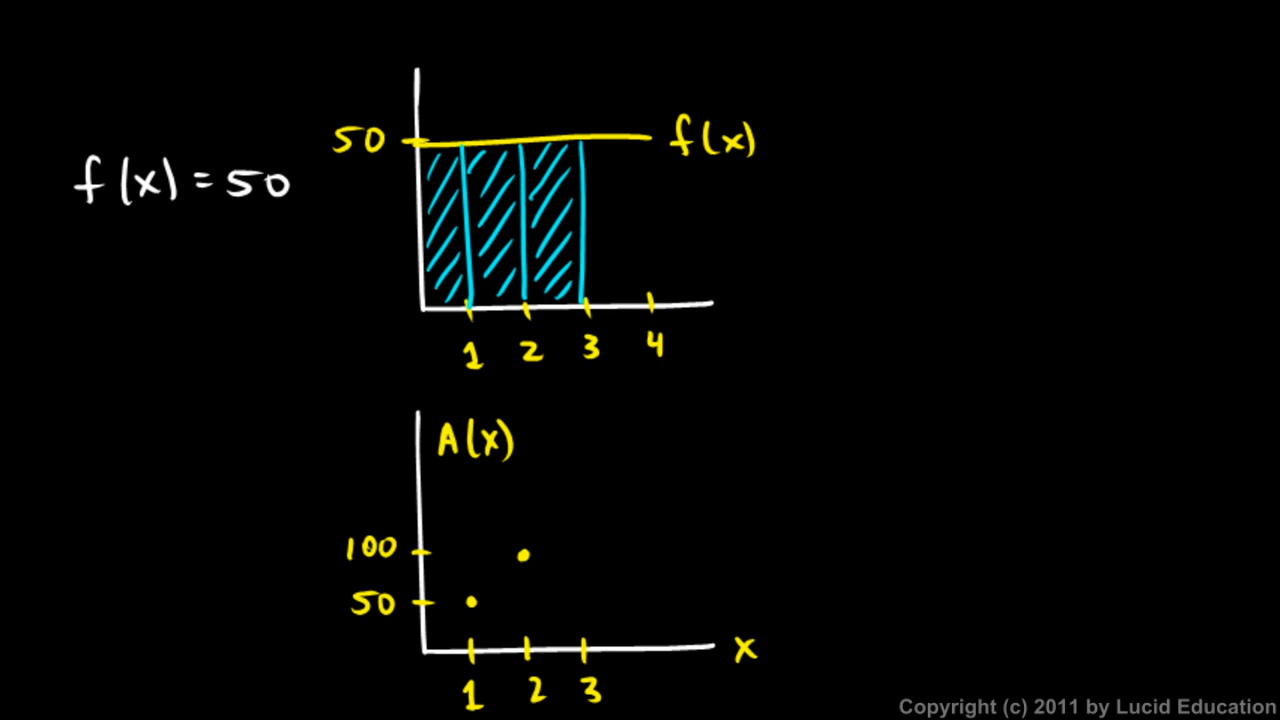 50
f(x)
f(x) = 50
1 2 3 4
A(x)
100
50
x
1 2 3
Copyright (c) 2011 by Lucid Education